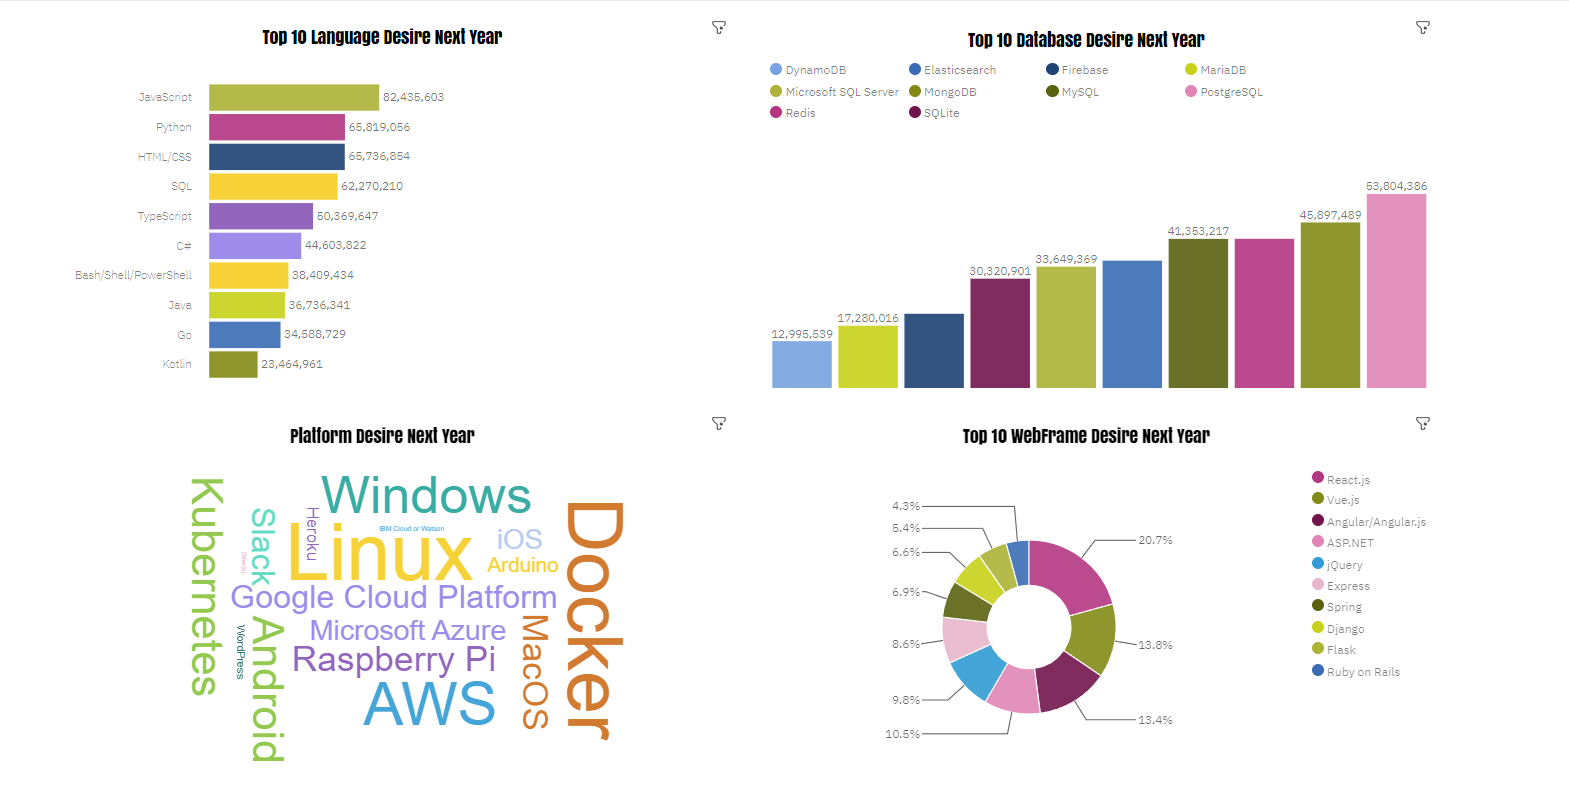 Top 10 Language Desire Next Year
JavaScript 82,435,603
Python 65,819,056
HTML/CSS 65,736,854
SQL 62,270,210
TypeScript 50,369,647
C# 44,603,822
Bash/Shell/PowerShell 38,409,434
Java 36,736,341
Go 34,588,729
Kotlin 23,464,961
Top 10 Database Desire Next Year
DynamoDB Elasticsearch Firebase MariaDB
Microsoft SQL Server MongoDB MySQL PostgreSQL
Redis SQLite
53,804,386
45,897,489
41,353,217
33,649,369
30,320,901
17,280,016
12,995,539
Platform Desire Next Year
Kubernetes
Slack
Heroku
Windows
IBM Cloud or Watson
Linux
iOS
Arduino
Docker
Google Cloud Platform
Android
WordPress
Microsoft Azure
MacOS
Raspberry Pi
AWS
Top 10 WebFrame Desire Next Year
4.3%
5.4%
6.6%
6.9%
8.6%
9.8%
10.5%
20.7%
13.8%
13.4%
React.js
Vue.js
Angular/Angular.js
ASP.NET
jQuery
Express
Spring
Django
Flask
Ruby on Rails